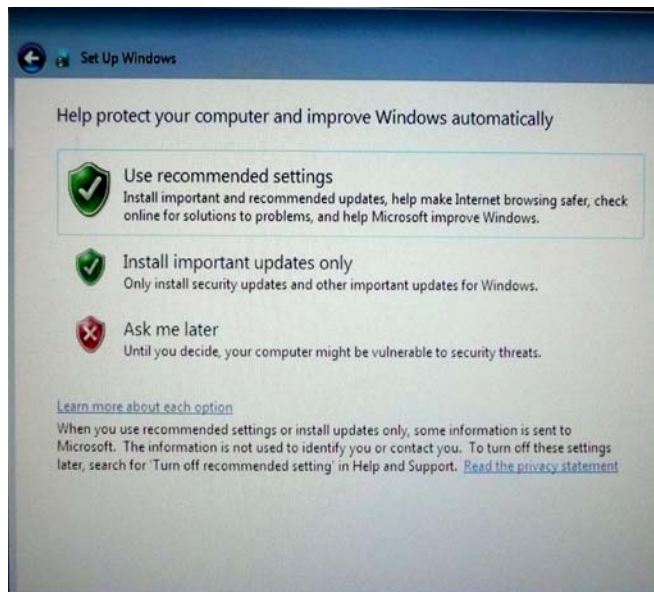 Set Up Windows
Help protect your computer and improve Windows automatically
Use recommended settings
Install important and recommended updates, help make Internet browsing safer, check
online for solutions to problems, and help Microsoft improve Windows.
Install important updates only
Only install security updates and other important updates for Windows.
Ask me later
Until you decide, your computer might be vulnerable to security threats.
Learn more about each option
When you use recommended settings or install updates only, some information is sent to
Microsoft. The information is not used to identify you or contact you. To turn off these settings
later, search for 'Turn off recommended setting' in Help and Support. Read the privacy statement